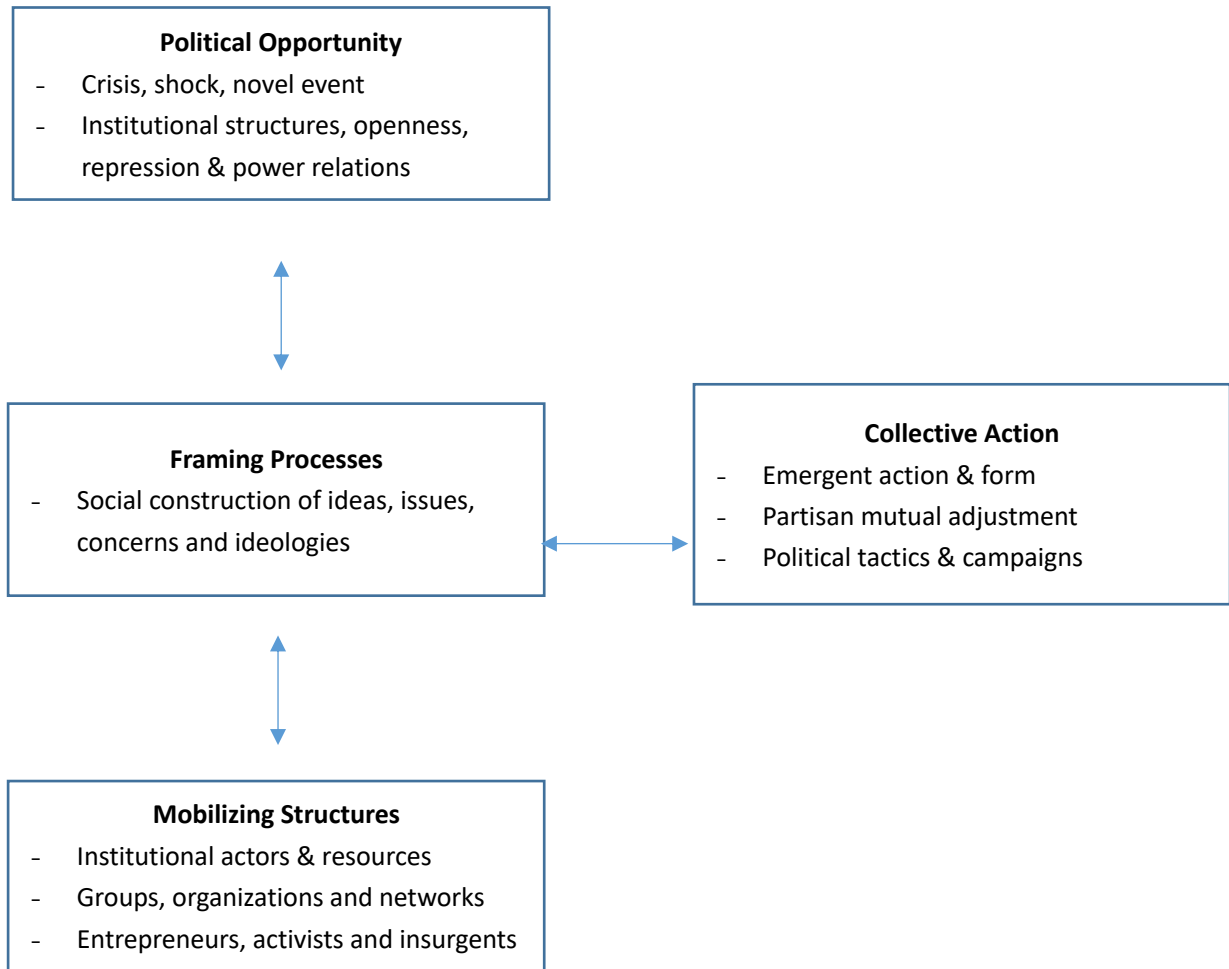 Political Opportunity
- Crisis, shock, novel event
- Institutional structures, openness,
repression & power relations
Framing Processes
- Social construction of ideas, issues,
concerns and ideologies
Collective Action
- Emergent action & form
- Partisan mutual adjustment
- Political tactics & campaigns
Mobilizing Structures
- Institutional actors & resources
- Groups, organizations and networks
- Entrepreneurs, activists and insurgents